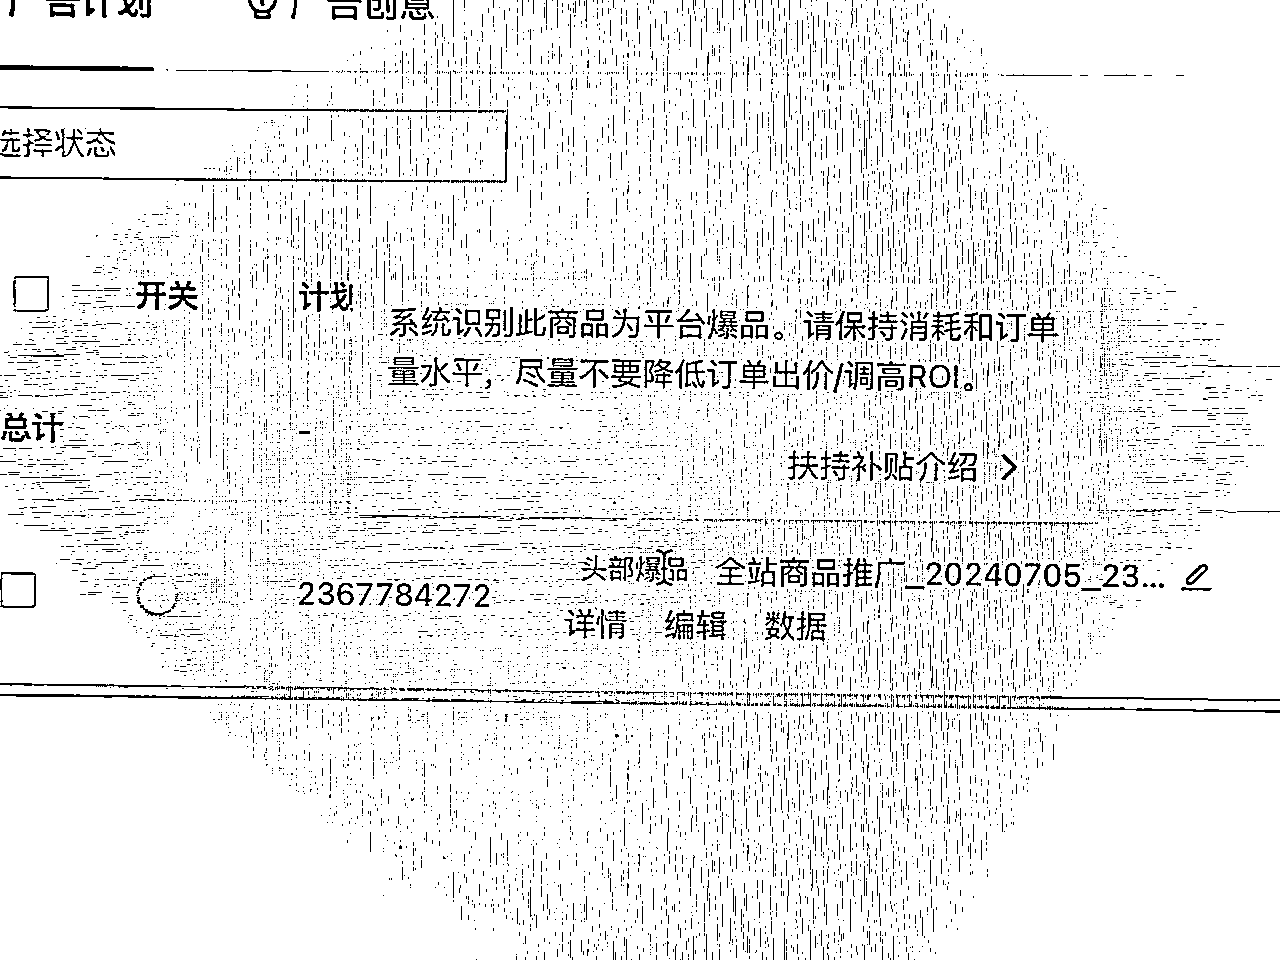 广告计划 广告创意
选择状态
开关 计划
系统识别此商品为平台爆品。请保持消耗和订单
量水平，尽量不要降低订单出价/调高ROI。
总计 -
扶持补贴介绍 >
头部爆品 全站商品推广_20240705_23...
2367784272
详情 编辑 数据